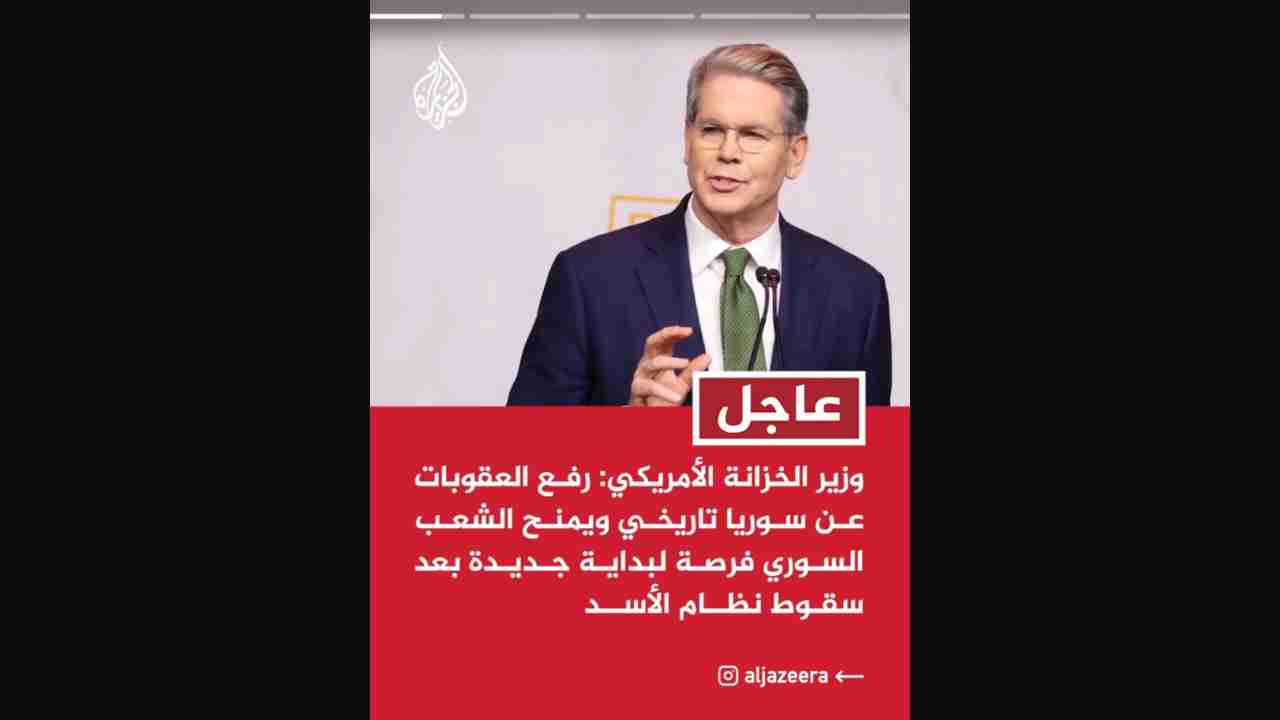 الجزيرة
عاجل
وزير الخزانة الأمريكي: رفع العقوبات
عن سوريا تاريخي ويمنح الشعب
السوري فرصة لبداية جديدة بعد
سقوط نظام الأسد
aljazeera